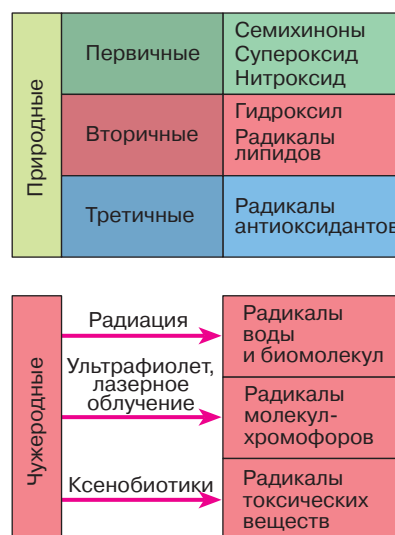 Природные
Первичные
Семихиноны
Супероксид
Нитроксид
Вторичные
Гидроксил
Радикалы
липидов
Третичные
Радикалы
антиоксидантов
Чужеродные
Радиация
Радикалы
воды
и биомолекул
Ультрафиолет,
лазерное
облучение
Радикалы
молекул-
хромофоров
Ксенобиотики
Радикалы
токсических
веществ